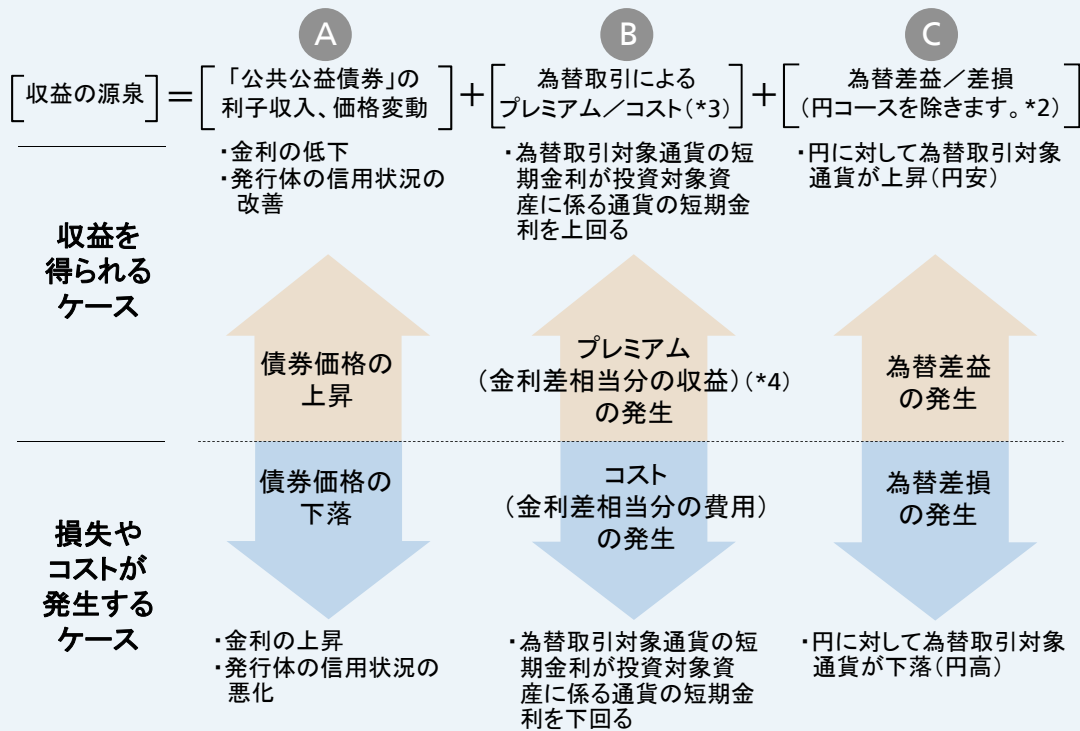 A
B
C
[収益の源泉]=[「公共公益債券」の
利子収入、価格変動]+[為替取引による
プレミアム/コスト(*3)]+[為替差益/差損
(円コースを除きます。*2)]
・金利の低下
・発行体の信用状況の
改善
・為替取引対象通貨の短
期金利が投資対象資
産に係る通貨の短期金
利を上回る
・円に対して為替取引対象
通貨が上昇(円安)
収益を
得られる
ケース
債券価格の
上昇
プレミアム
(金利差相当分の収益)(*4)
の発生
為替差益
の発生
債券価格の
下落
コスト
(金利差相当分の費用)
の発生
為替差損
の発生
損失や
コストが
発生する
ケース
・金利の上昇
・発行体の信用状況の
悪化
・為替取引対象通貨の短
期金利が投資対象資
産に係る通貨の短期金
利を下回る
・円に対して為替取引対象
通貨が下落(円高)